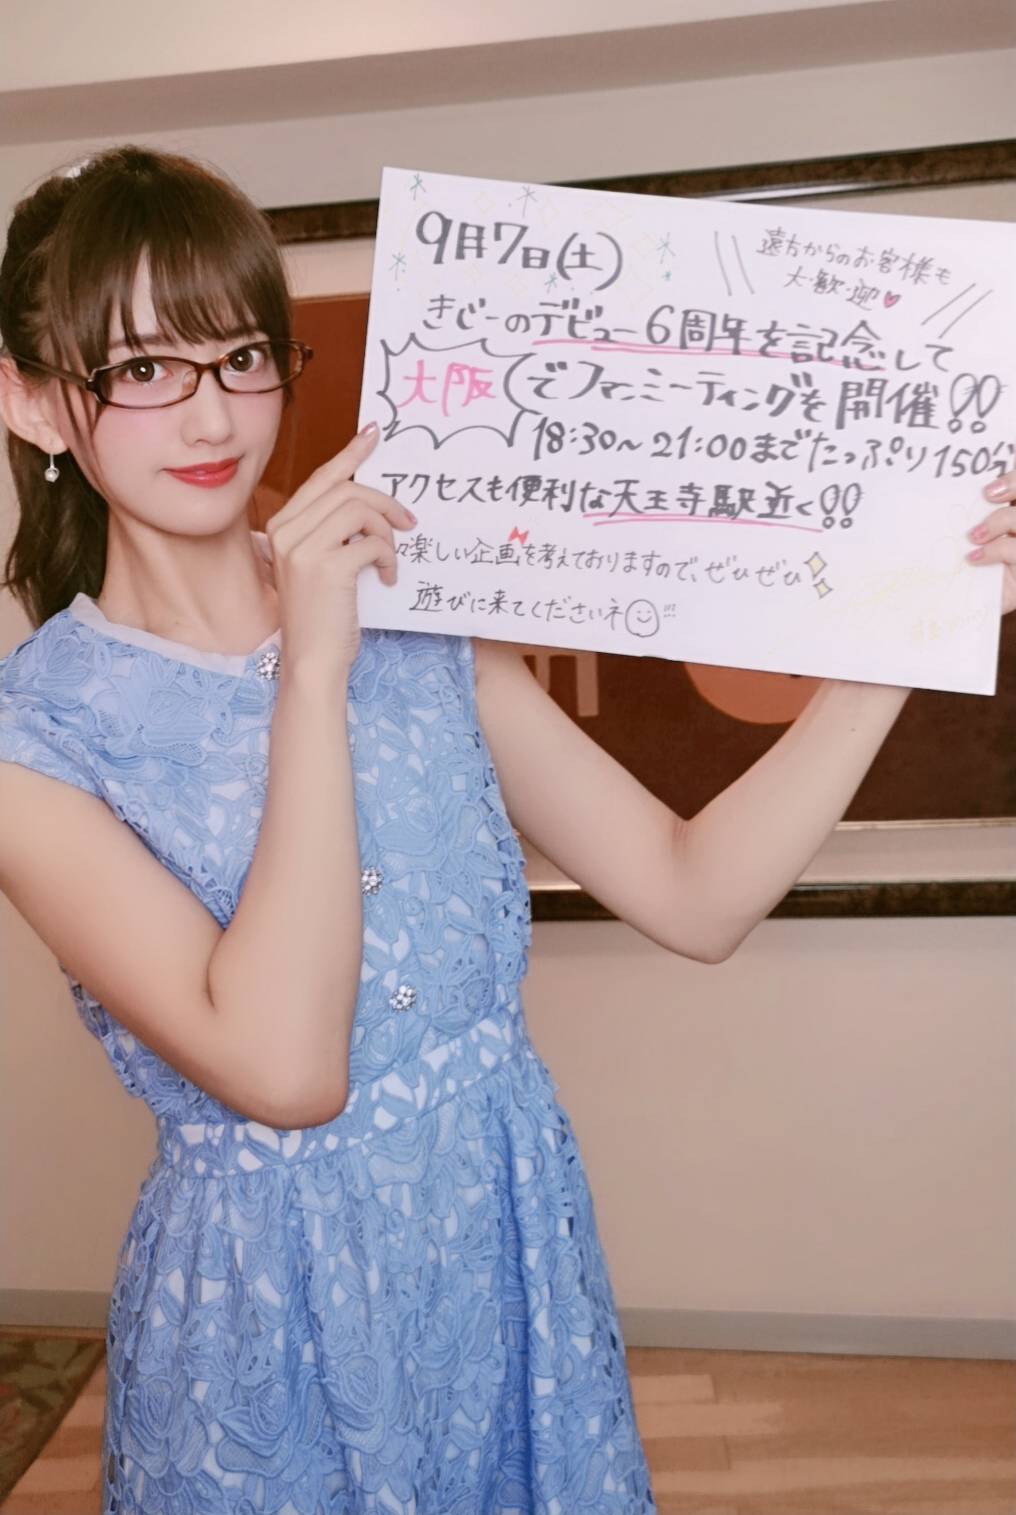 9月7日(土)
遠方からのお客様も
大・歓・迎
きじーのデビュー6周年を記念して
大阪でファンミーティングを開催!!
18:30〜21:00までたっぷり150分
アクセスも便利な天王寺駅近く!!
々楽しい企画を考えておりますので、ぜひぜひ
遊びに来てくださいネ!!!